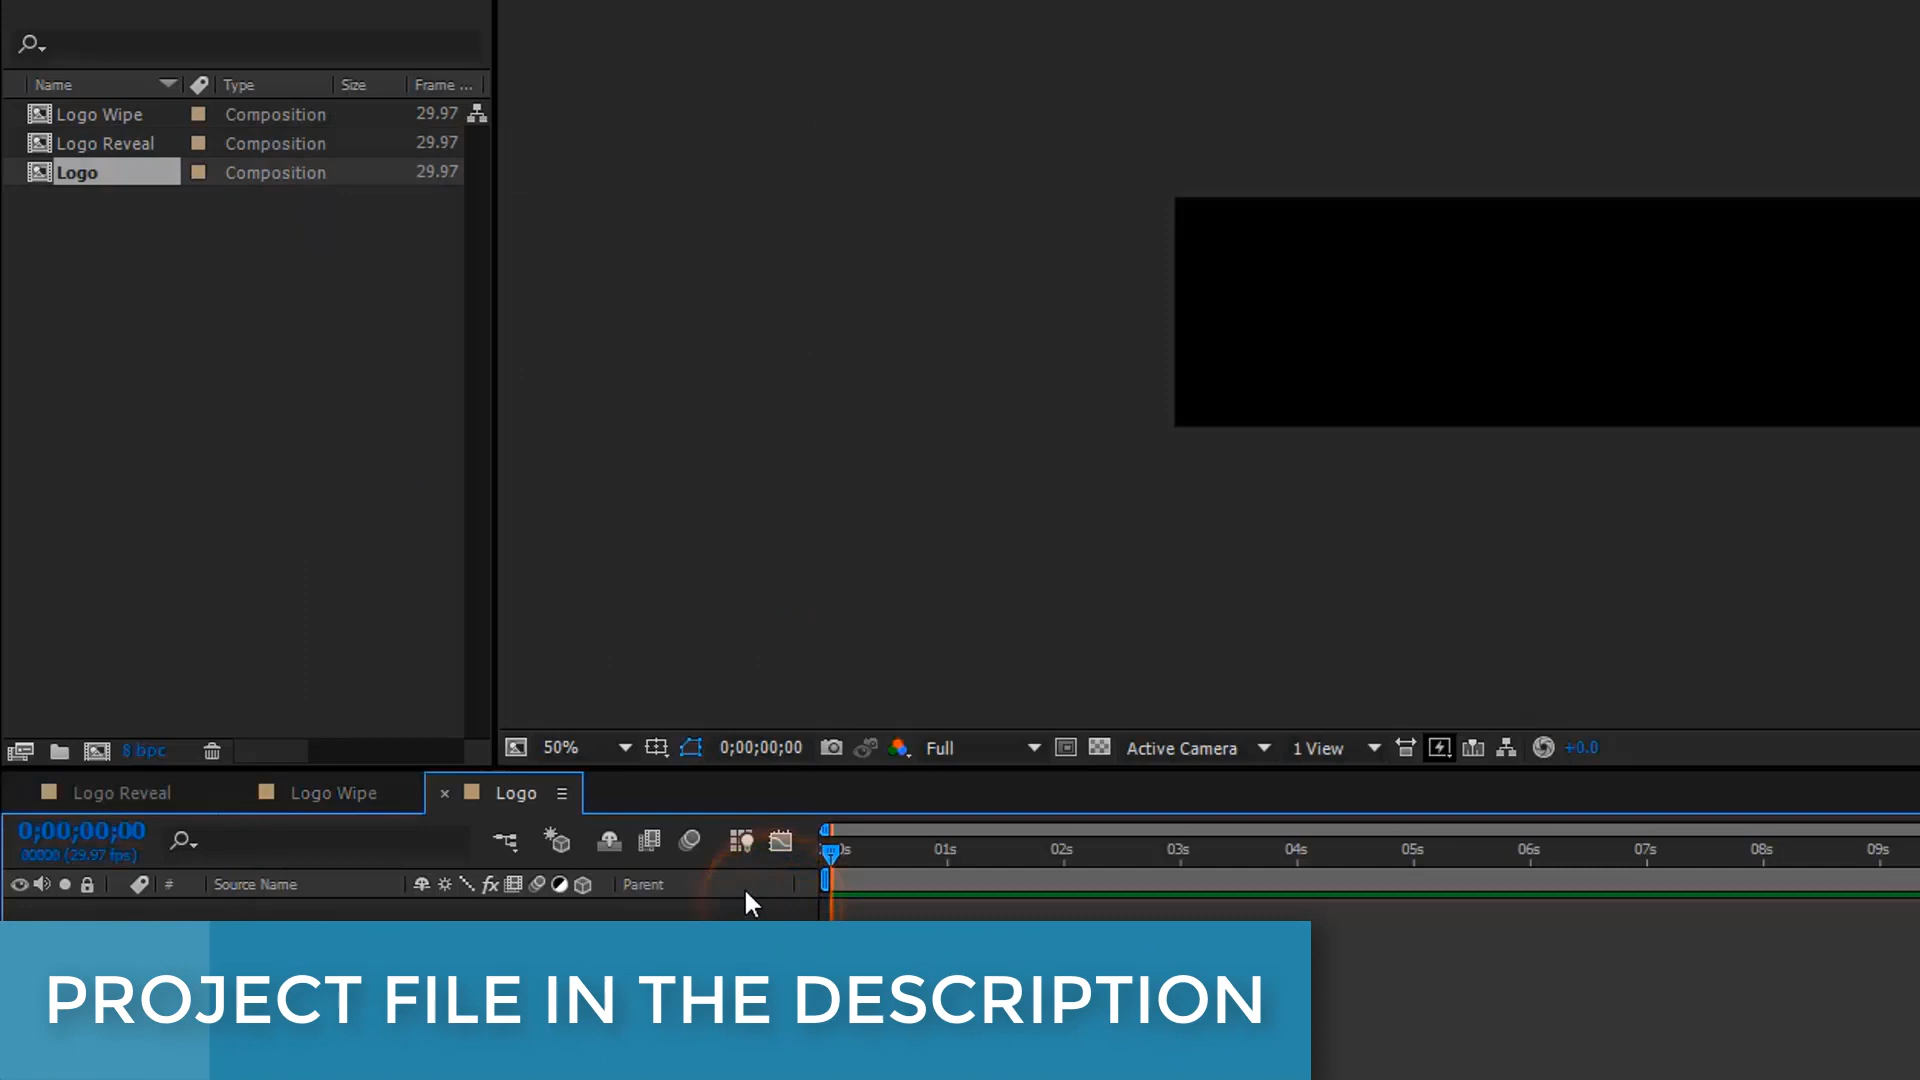 Name Type Size Frame ...
Logo Wipe Composition 29.97
Logo Reveal Composition 29.97
Logo Composition 29.97
8 bpc
50% 0;00;00;00 Full Active Camera 1 View +0.0
Logo Reveal Logo Wipe Logo
0;00;00;00
00000 (29.97 fps)
01s 02s 03s 04s 05s 06s 07s 08s 09s
# Source Name fx Parent
PROJECT FILE IN THE DESCRIPTION